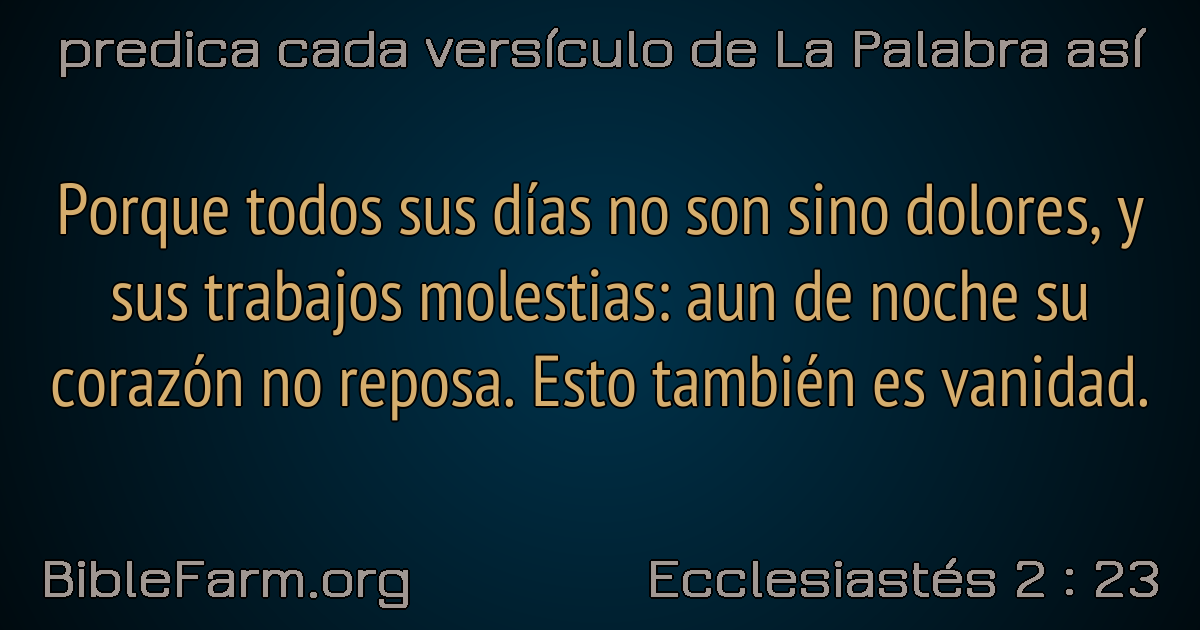 predica cada versículo de La Palabra así
Porque todos sus días no son sino dolores, y
sus trabajos molestias: aun de noche su
corazón no reposa. Esto también es vanidad.
BibleFarm.org
Ecclesiastés 2 : 23